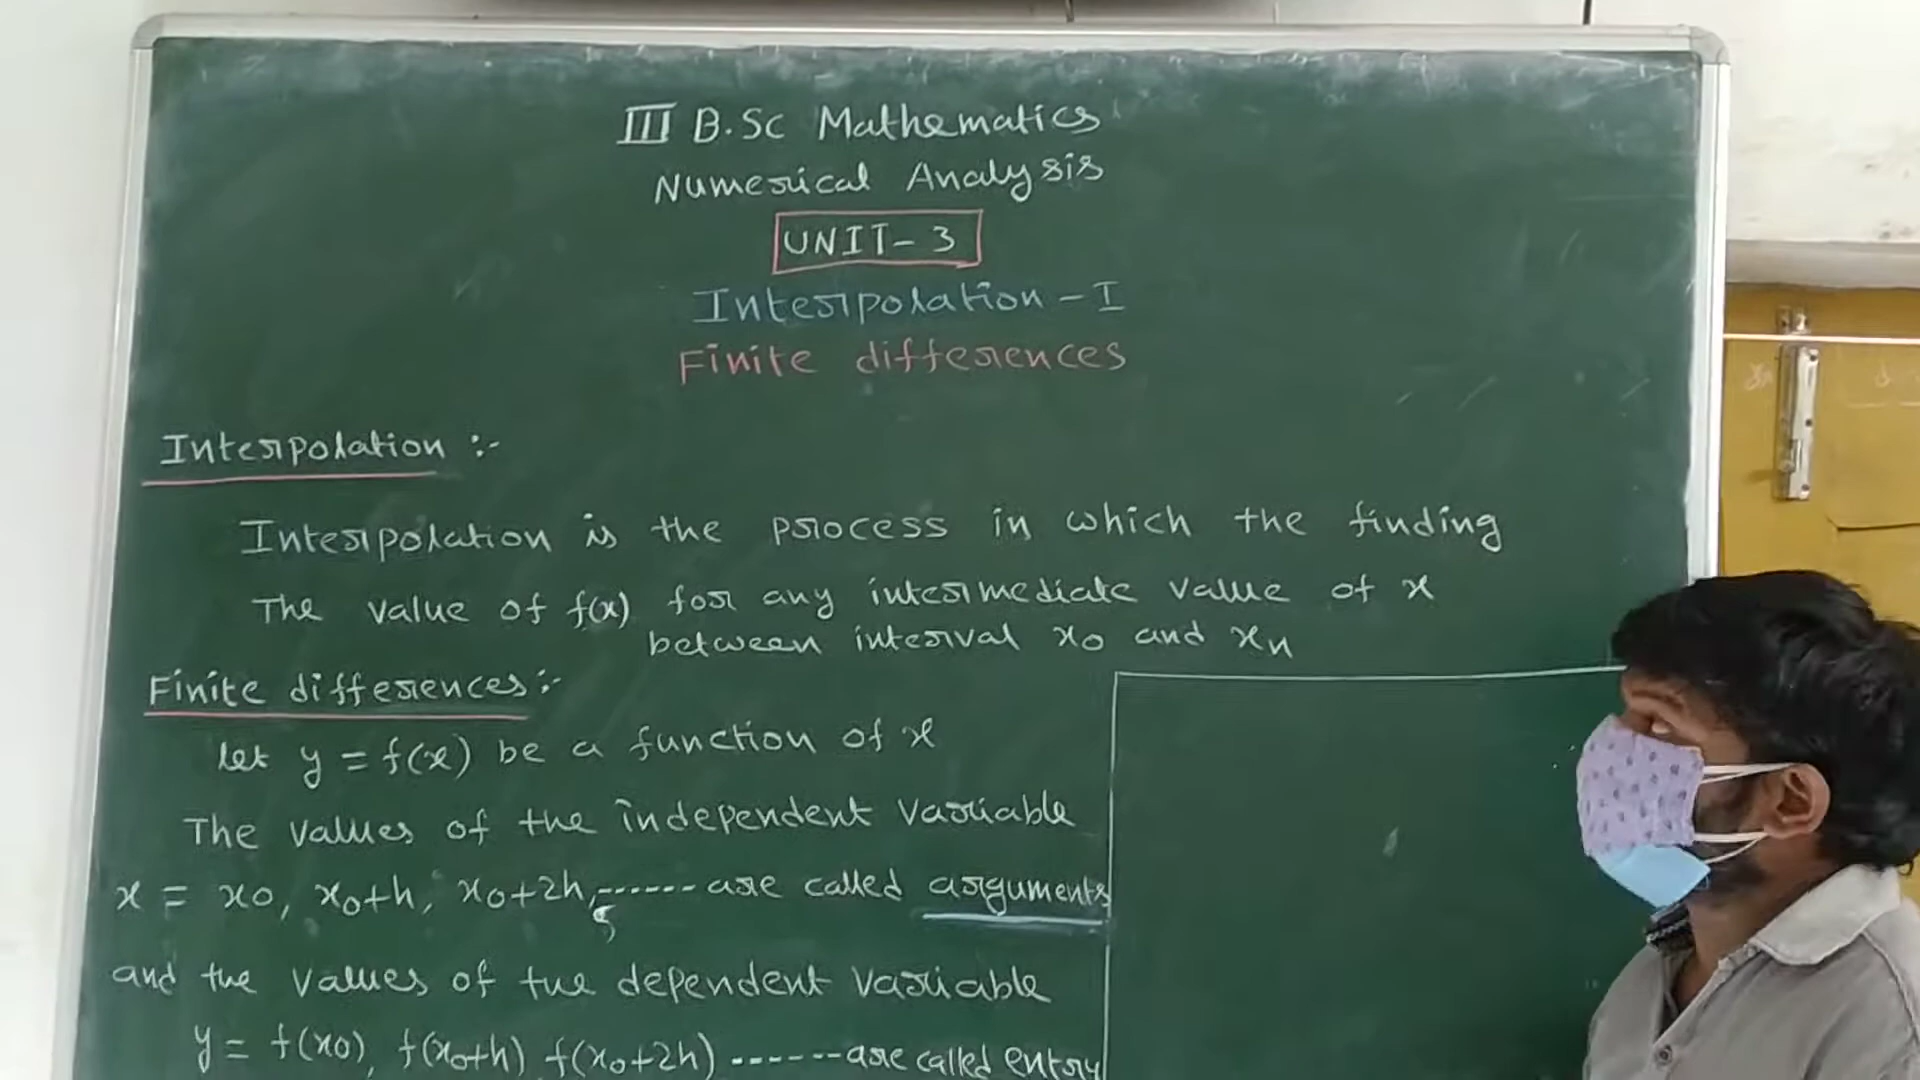 III B.Sc Mathematics
Numerical Analysis
UNIT-3
Interpolation - I
Finite differences
Interpolation :-
Interpolation is the process in which the finding
The value of f(x) for any intermediate value of x
between interval x0 and xn
Finite differences:-
let y = f(x) be a function of x
The values of the independent variable
x = x0, x0+h, x0+2h,------ are called arguments
and the values of the dependent variable
y = f(x0), f(x0+h) f(x0+2h) ------are called entry